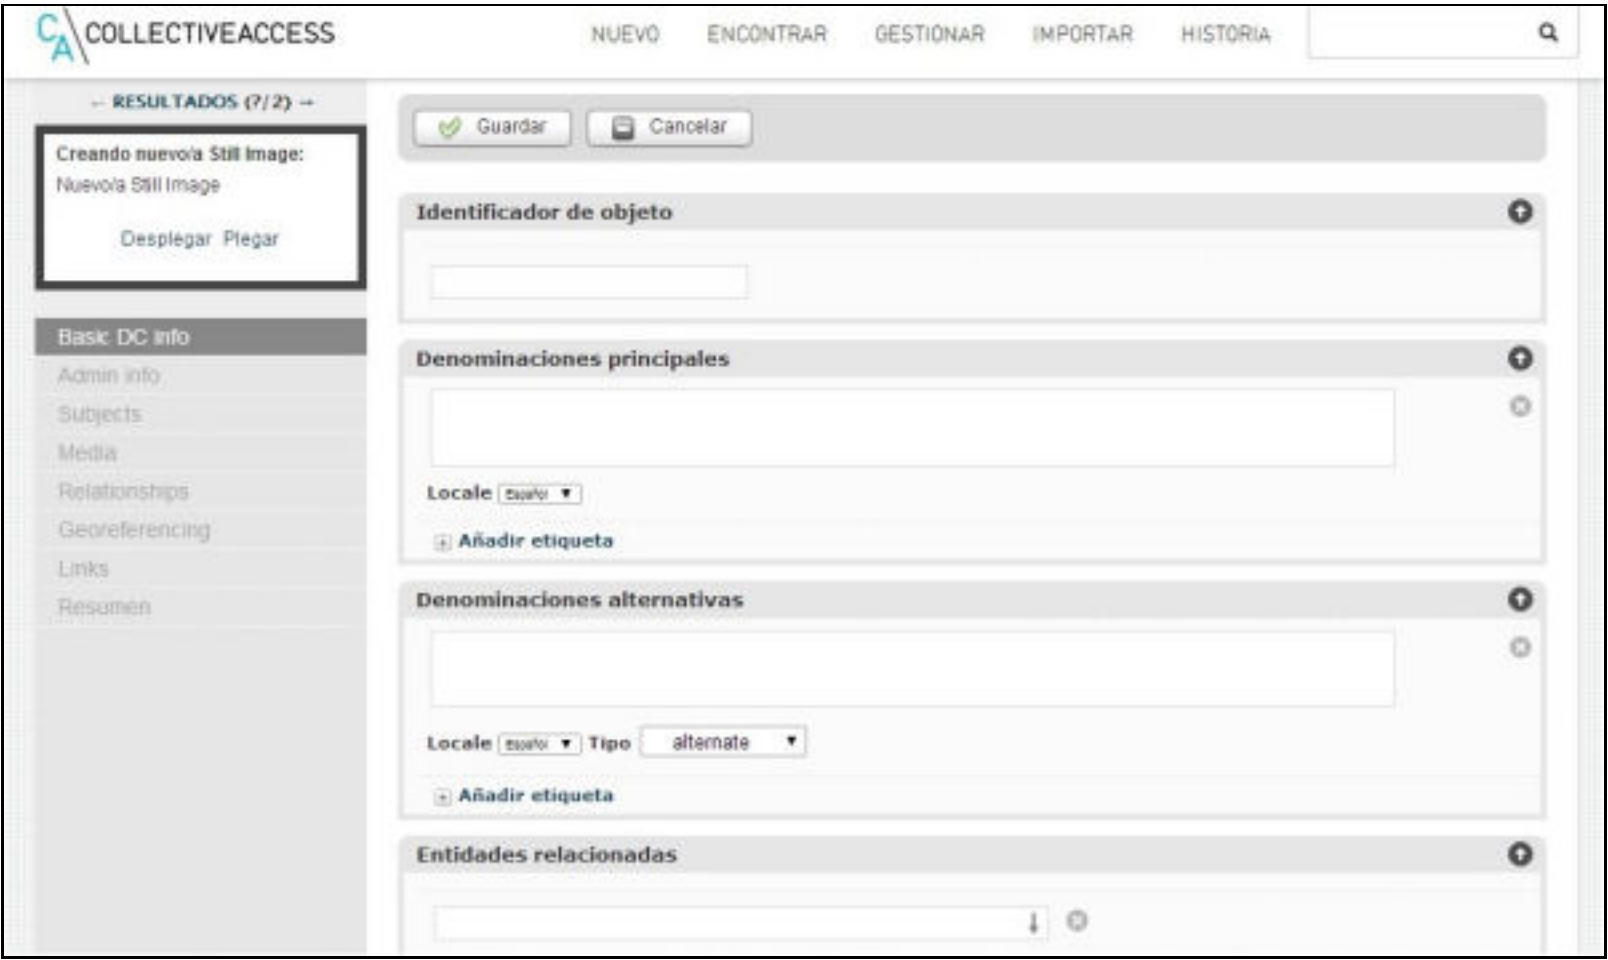 CA COLLECTIVEACCESS
NUEVO ENCONTRAR GESTIONAR IMPORTAR HISTORIA
← RESULTADOS (?/2) →
Creando nuevo/a Still Image:
Nuevo/a Still Image
Desplegar Plegar
Basic DC info
Admin info
Subjects
Media
Relationships
Georeferencing
Links
Resumen
Guardar Cancelar
Identificador de objeto
Denominaciones principales
Locale Español
Añadir etiqueta
Denominaciones alternativas
Locale Español Tipo alternate
Añadir etiqueta
Entidades relacionadas